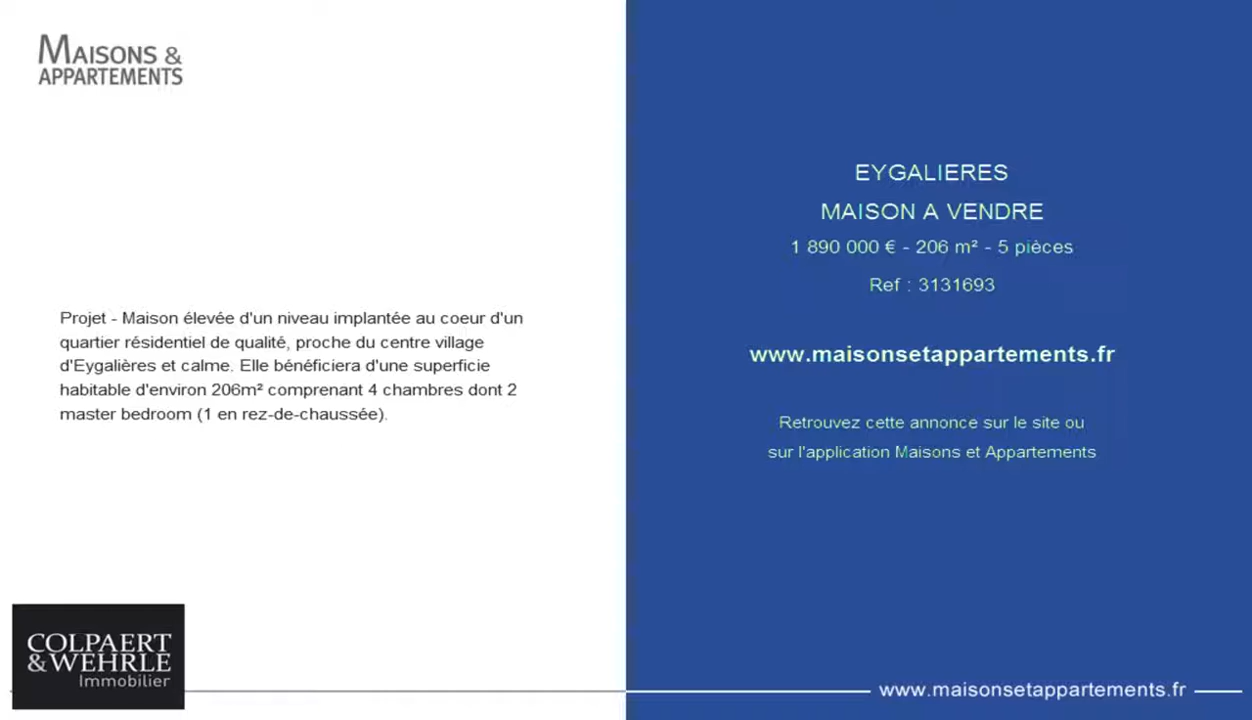 MAISONS &
APPARTEMENTS
Projet - Maison élevée d'un niveau implantée au coeur d'un
quartier résidentiel de qualité, proche du centre village
d'Eygalières et calme. Elle bénéficiera d'une superficie
habitable d'environ 206m² comprenant 4 chambres dont 2
master bedroom (1 en rez-de-chaussée).
COLPAERT
&WEHRLE
Immobilier
EYGALIERES
MAISON A VENDRE
1 890 000 € - 206 m² - 5 pièces
Ref : 3131693
www.maisonsetappartements.fr
Retrouvez cette annonce sur le site ou
sur l'application Maisons et Appartements
www.maisonsetappartements.fr